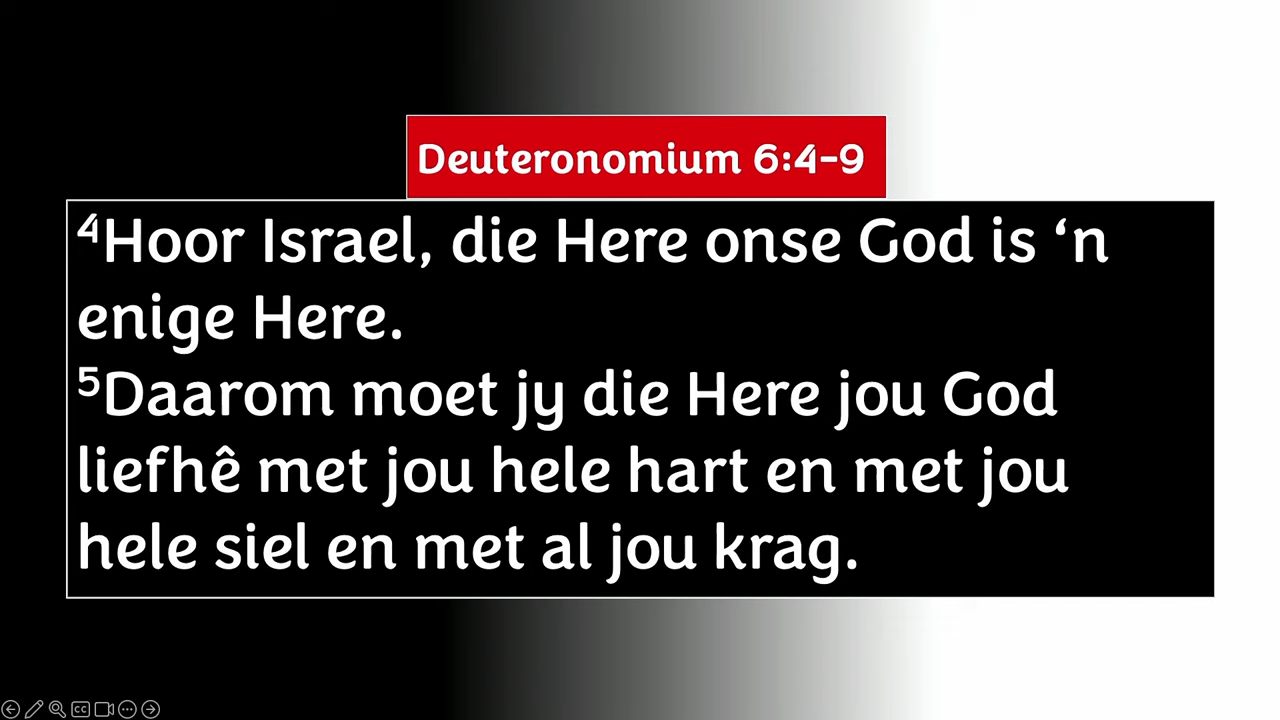 Deuteronomium 6:4-9
⁴Hoor Israel, die Here onse God is ‘n
enige Here.
⁵Daarom moet jy die Here jou God
liefhê met jou hele hart en met jou
hele siel en met al jou krag.
CC